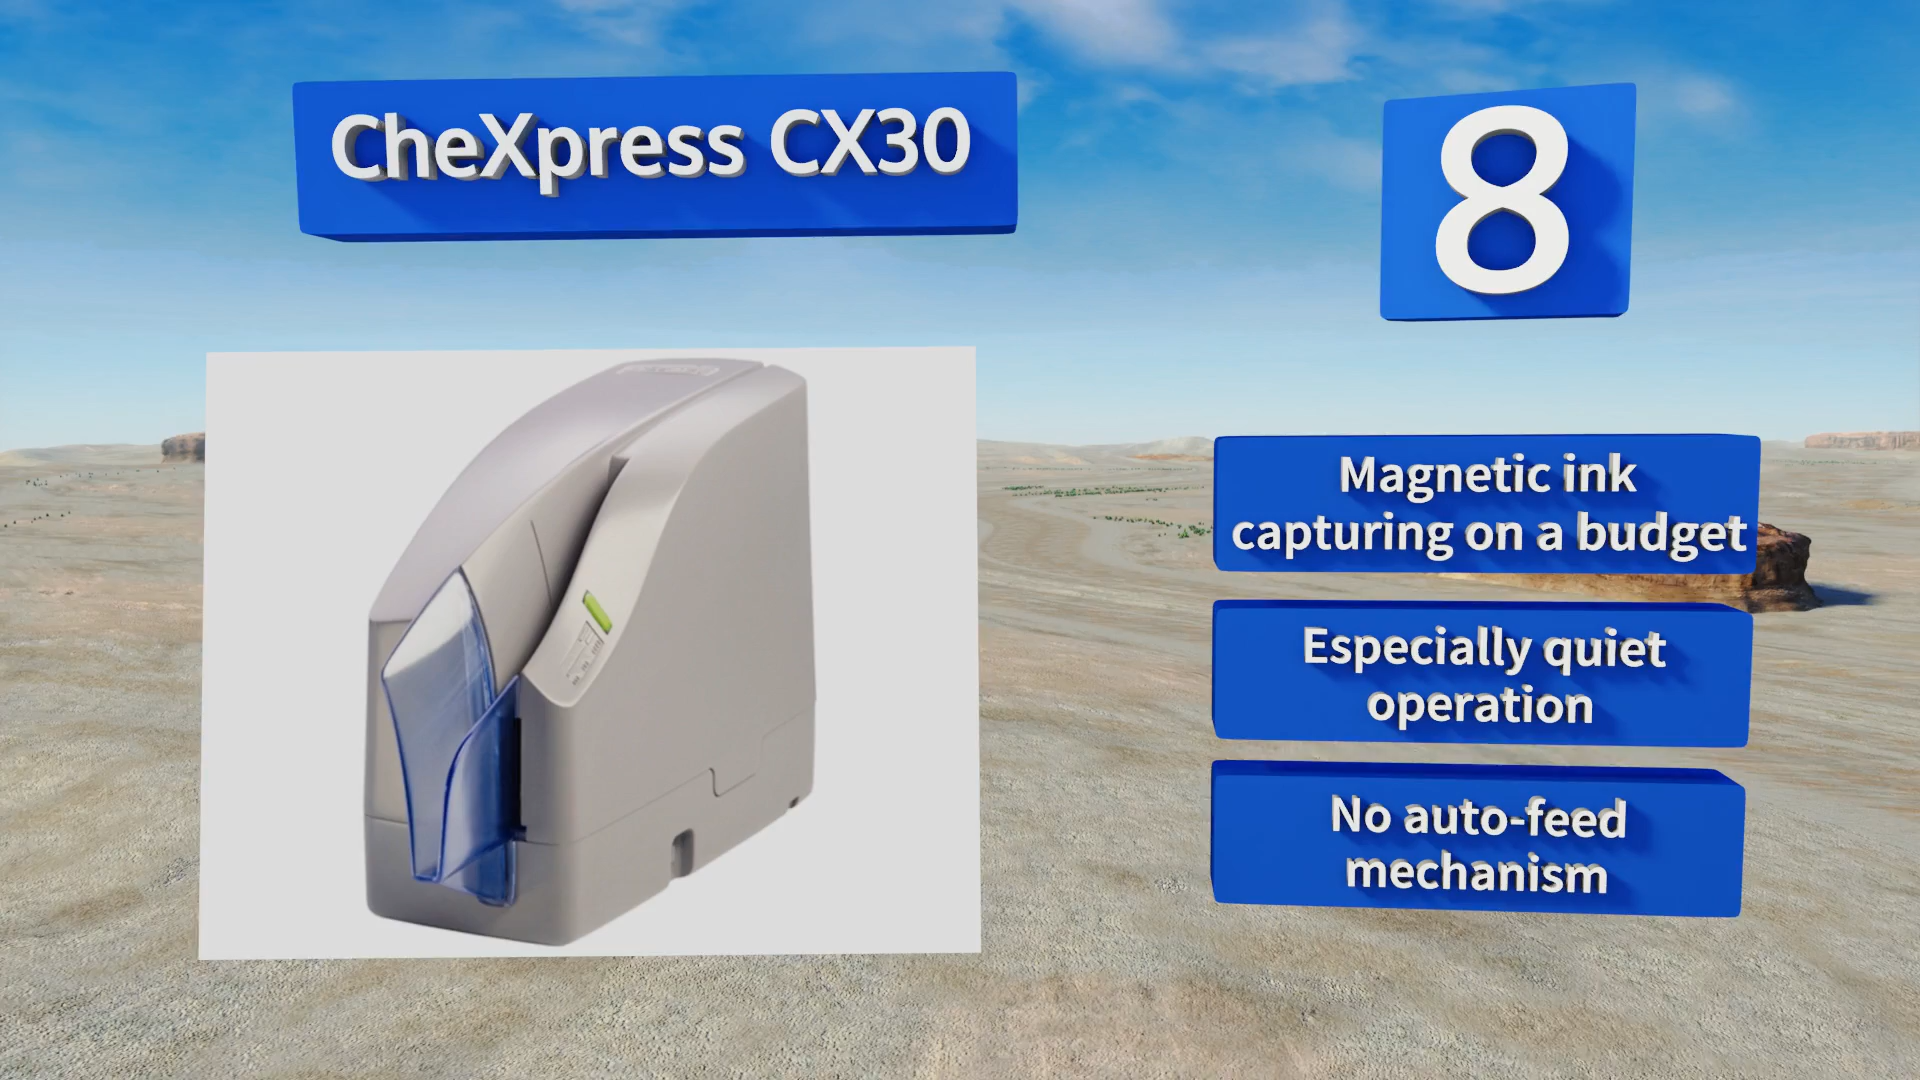 CheXpress CX30
8
Magnetic ink
capturing on a budget
Especially quiet
operation
No auto-feed
mechanism